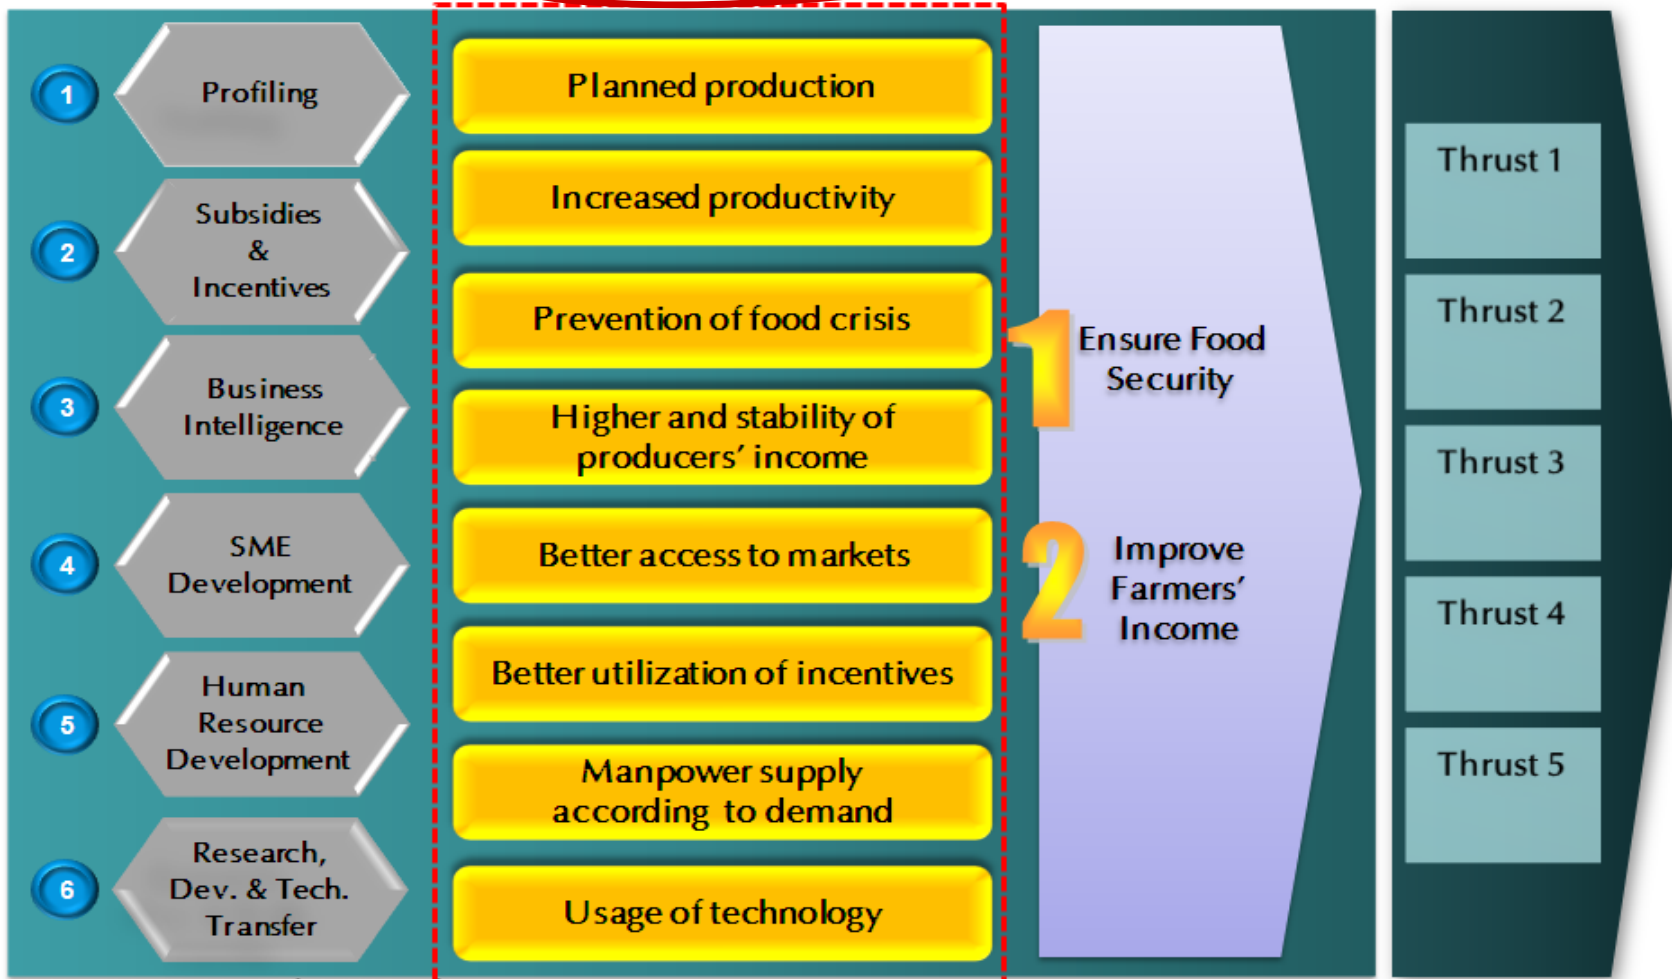 1
Profiling
2
Subsidies
&
Incentives
3
Business
Intelligence
4
SME
Development
5
Human
Resource
Development
6
Research,
Dev. & Tech.
Transfer
Planned production
Increased productivity
Prevention of food crisis
Higher and stability of
producers’ income
Better access to markets
Better utilization of incentives
Manpower supply
according to demand
Usage of technology
1
Ensure Food
Security
2
Improve
Farmers’
Income
Thrust 1
Thrust 2
Thrust 3
Thrust 4
Thrust 5